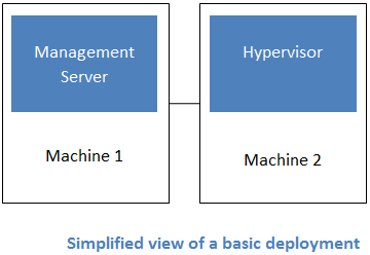 Management
Server
Hypervisor
Machine 1
Machine 2
Simplified view of a basic deployment